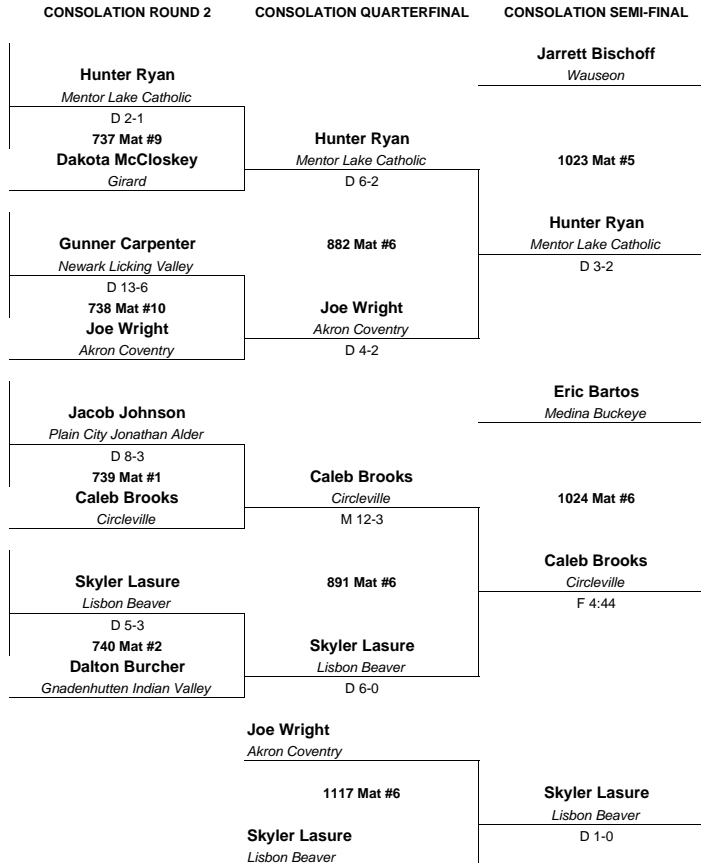 CONSOLATION ROUND 2
CONSOLATION QUARTERFINAL
CONSOLATION SEMI-FINAL
Hunter Ryan
Mentor Lake Catholic
D 2-1
737 Mat #9
Dakota McCloskey
Girard
Gunner Carpenter
Newark Licking Valley
D 13-6
738 Mat #10
Joe Wright
Akron Coventry
Jacob Johnson
Plain City Jonathan Alder
D 8-3
739 Mat #1
Caleb Brooks
Circleville
Skyler Lasure
Lisbon Beaver
D 5-3
740 Mat #2
Dalton Burcher
Gnadenhutten Indian Valley
Hunter Ryan
Mentor Lake Catholic
D 6-2
882 Mat #6
Joe Wright
Akron Coventry
D 4-2
Caleb Brooks
Circleville
M 12-3
891 Mat #6
Skyler Lasure
Lisbon Beaver
D 6-0
Jarrett Bischoff
Wauseon
1023 Mat #5
Hunter Ryan
Mentor Lake Catholic
D 3-2
Eric Bartos
Medina Buckeye
1024 Mat #6
Caleb Brooks
Circleville
F 4:44
Joe Wright
Akron Coventry
1117 Mat #6
Skyler Lasure
Lisbon Beaver
Skyler Lasure
Lisbon Beaver
D 1-0